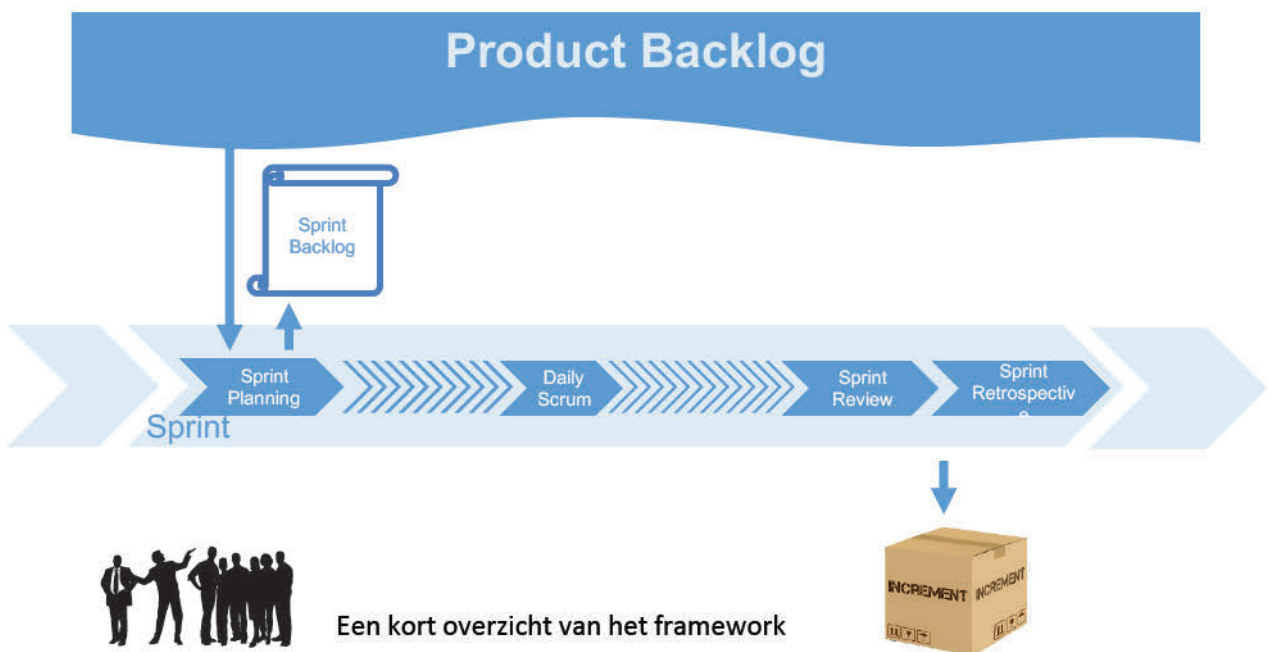 Product Backlog
Sprint
Backlog
Sprint
Planning
Daily
Scrum
Sprint
Review
Sprint
Retrospectiv
e
Sprint
INCREMENT
INCREMENT
Een kort overzicht van het framework